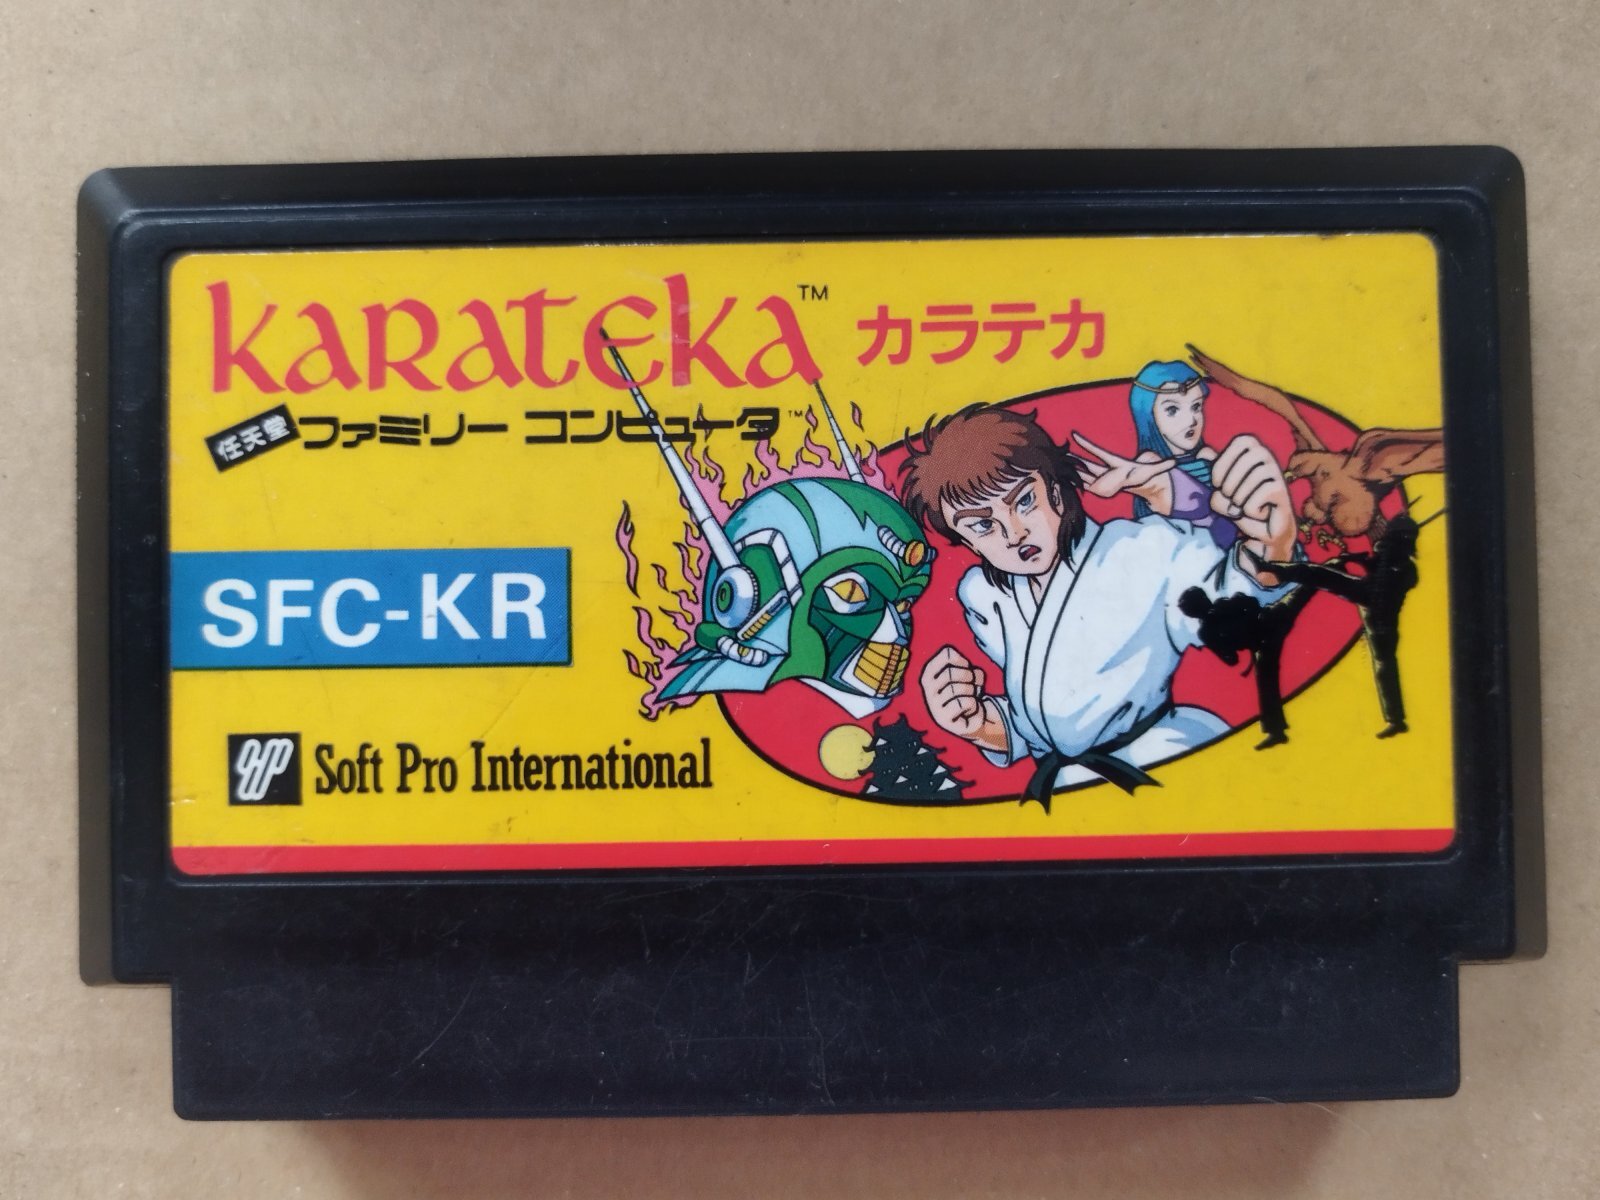 KARATEKA™ カラテカ
任天堂 ファミリー コンピュータ™
SFC-KR
Soft Pro International